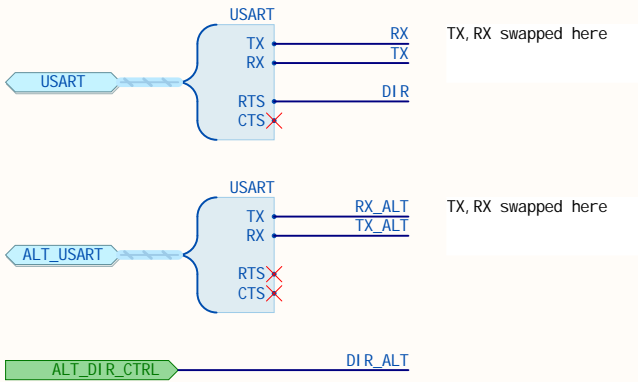 USART
TX RX TX,RX swapped here
RX TX
USART
RTS DIR
CTS
USART
TX RX_ALT TX,RX swapped here
RX TX_ALT
ALT_USART
RTS
CTS
ALT_DIR_CTRL DIR_ALT